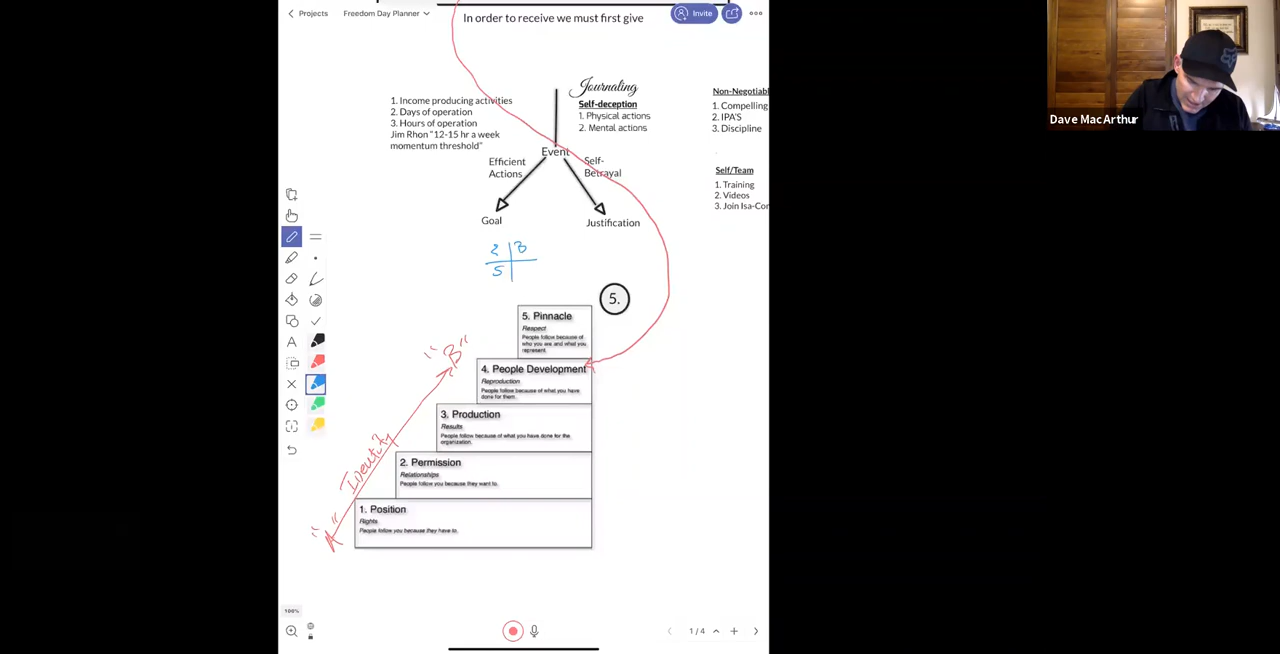 Projects
Freedom Day Planner
In order to receive we must first give
Invite
Journaling
Self-deception
1. Physical actions
2. Mental actions
1. Income producing activities
2. Days of operation
3. Hours of operation
Jim Rhon "12-15 hr a week
momentum threshold"
Non-Negotiabl
1. Compelling
2. IPA'S
3. Discipline
Dave MacArthur
Event
Efficient
Actions
Self-
Betrayal
Self/Team
1. Training
2. Videos
3. Join Isa-Cor
Goal
Justification
2 3
5
5.
5. Pinnacle
Respect
People follow because of
who you are and what you
represent.
"B"
4. People Development
Reproduction
People follow because of what you have
done for them.
3. Production
Results
People follow because of what you have done for the
organization.
Identity
2. Permission
Relationships
People follow you because they want to.
1. Position
Rights
People follow you because they have to.
"A"
100%
1/4